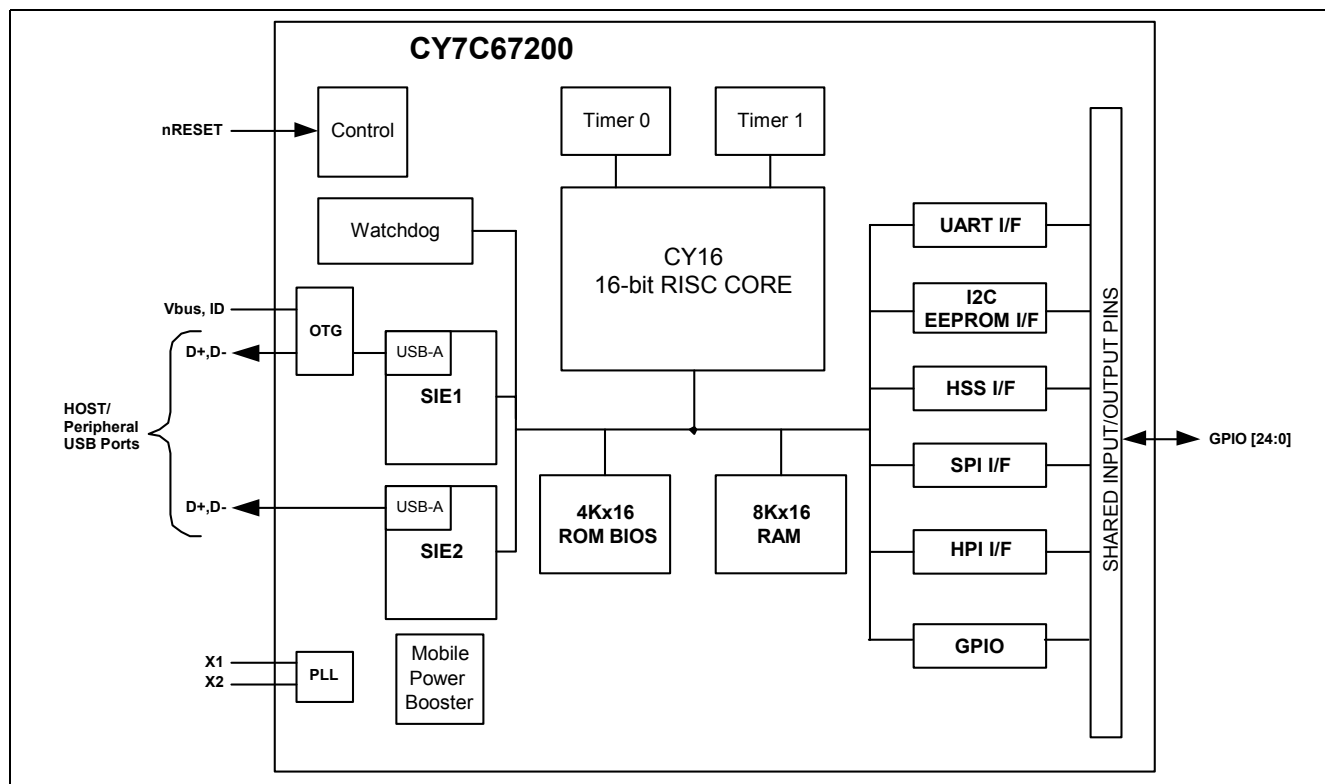 CY7C67200
nRESET
Control
Timer 0
Timer 1
Watchdog
CY16
16-bit RISC CORE
UART I/F
I2C
EEPROM I/F
HSS I/F
SPI I/F
HPI I/F
GPIO
SHARED INPUT/OUTPUT PINS
GPIO [24:0]
Vbus, ID
OTG
D+,D-
USB-A
SIE1
HOST/
Peripheral
USB Ports
D+,D-
USB-A
SIE2
4Kx16
ROM BIOS
8Kx16
RAM
X1
X2
PLL
Mobile
Power
Booster